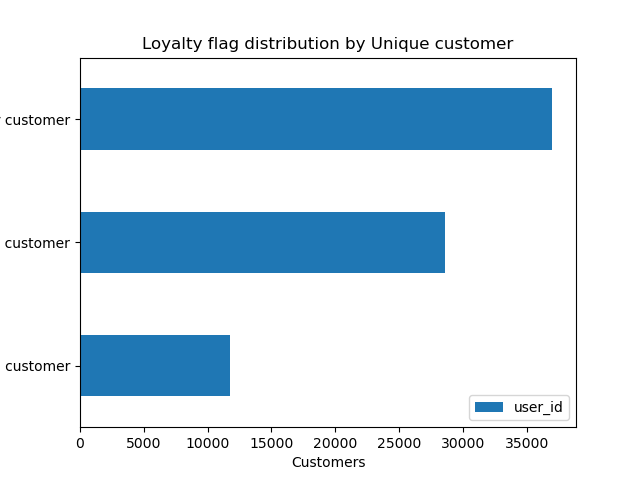 Loyalty flag distribution by Unique customer
customer
customer
customer
user_id
0 5000 10000 15000 20000 25000 30000 35000
Customers